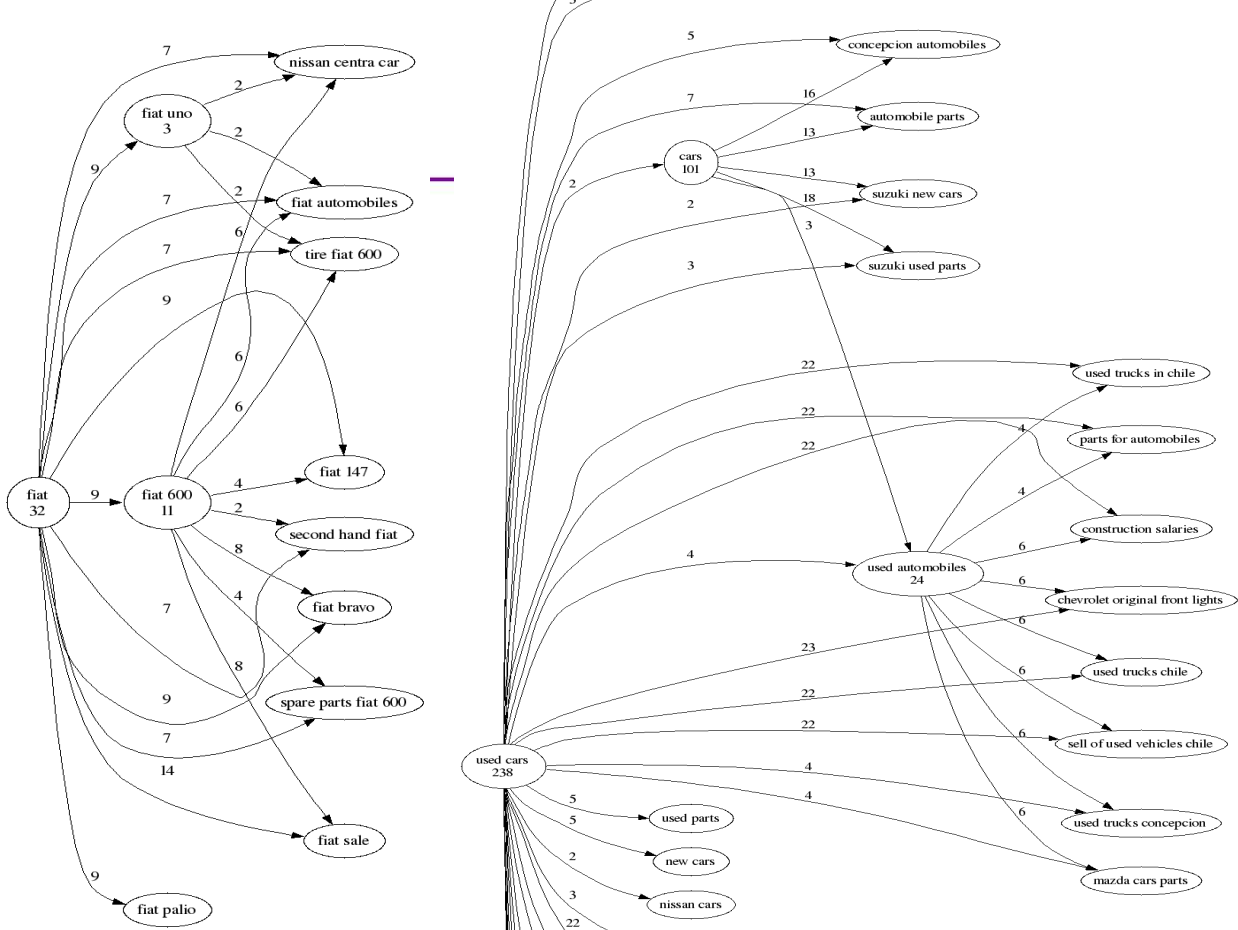 7
nissan centra car
2
fiat uno
3
2
9
7
2
fiat automobiles
6
7
tire fiat 600
9
6
6
fiat 147
4
fiat
32
9
fiat 600
11
2
second hand fiat
8
4
fiat bravo
7
8
9
spare parts fiat 600
7
14
fiat sale
9
fiat palio
5
concepcion automobiles
16
7
automobile parts
13
cars
101
13
2
suzuki new cars
2
18
3
suzuki used parts
3
22
used trucks in chile
22
4
parts for automobiles
22
4
construction salaries
4
6
used automobiles
24
6
chevrolet original front lights
6
23
used trucks chile
6
22
22
6
sell of used vehicles chile
used cars
238
4
4
6
used trucks concepcion
5
used parts
5
new cars
mazda cars parts
2
nissan cars
3
22